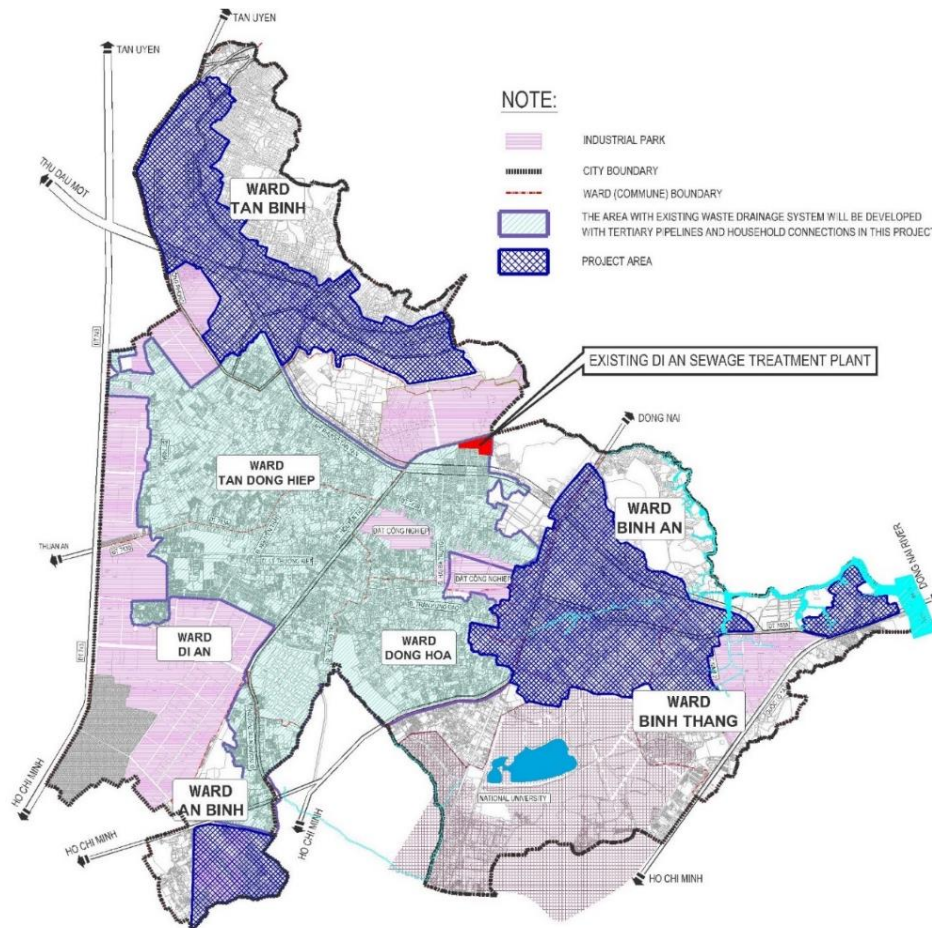 TAN UYEN
TAN UYEN
THU DAU MOT
NOTE:
INDUSTRIAL PARK
CITY BOUNDARY
WARD (COMMUNE) BOUNDARY
THE AREA WITH EXISTING WASTE DRAINAGE SYSTEM WILL BE DEVELOPED
WITH TERTIARY PIPELINES AND HOUSEHOLD CONNECTIONS IN THIS PROJECT
PROJECT AREA
WARD
TAN BINH
EXISTING DI AN SEWAGE TREATMENT PLANT
DONG NAI
WARD
TAN DONG HIEP
WARD
BINH AN
DONG NAI RIVER
ĐẤT CÔNG NGHIỆP
ĐẤT CÔNG NGHIỆP
THUAN AN
ĐT 743
WARD
DI AN
WARD
DONG HOA
WARD
BINH THANG
NATIONAL UNIVERSITY
WARD
AN BINH
HO CHI MINH
HO CHI MINH
HO CHI MINH
HO CHI MINH